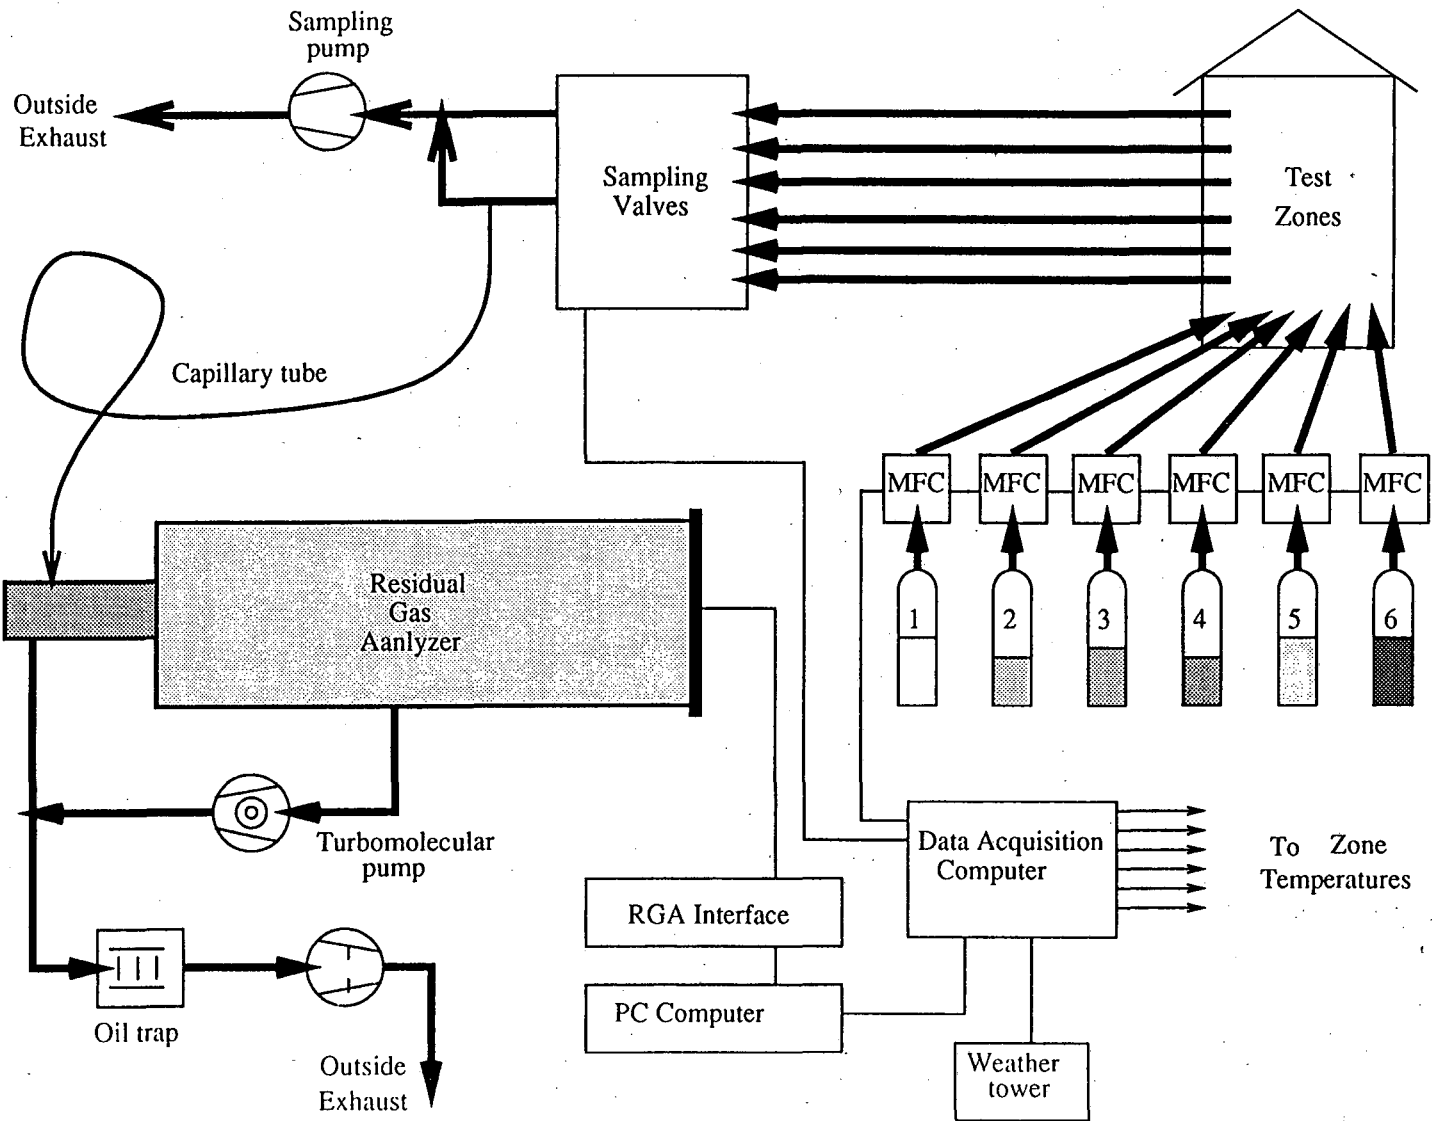 Sampling
pump
Outside
Exhaust
Sampling
Valves
Test
Zones
Capillary tube
MFC MFC MFC MFC MFC MFC
Residual
Gas
Aanlyzer
1 2 3 4 5 6
Turbomolecular
pump
Data Acquisition
Computer
To Zone
Temperatures
RGA Interface
PC Computer
Oil trap
Weather
tower
Outside
Exhaust